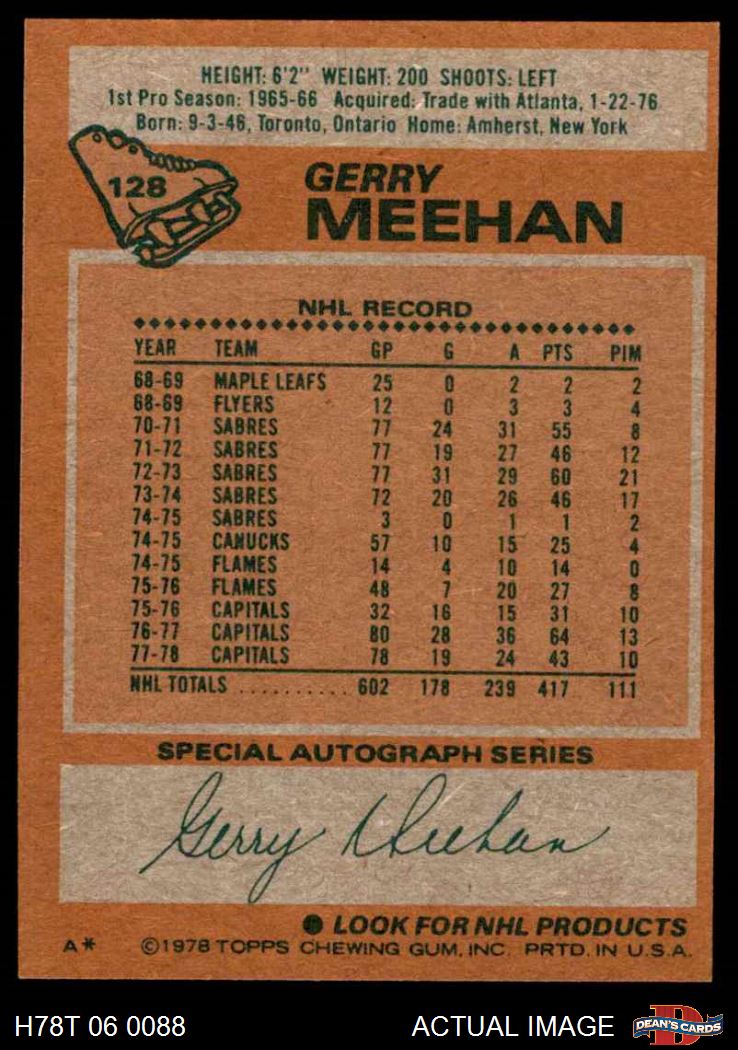 HEIGHT: 6'2" WEIGHT: 200 SHOOTS: LEFT
1st Pro Season: 1965-66 Acquired: Trade with Atlanta, 1-22-76
Born: 9-3-46, Toronto, Ontario Home: Amherst, New York
128
GERRY
MEEHAN
NHL RECORD
YEAR TEAM GP G A PTS PIM
68-69 MAPLE LEAFS 25 0 2 2 2
68-69 FLYERS 12 0 3 3 4
70-71 SABRES 77 24 31 55 8
71-72 SABRES 77 19 27 46 12
72-73 SABRES 77 31 29 60 21
73-74 SABRES 72 20 26 46 17
74-75 SABRES 3 0 1 1 2
74-75 CANUCKS 57 10 15 25 4
74-75 FLAMES 14 4 10 14 0
75-76 FLAMES 48 7 20 27 8
75-76 CAPITALS 32 16 15 31 10
76-77 CAPITALS 80 28 36 64 13
77-78 CAPITALS 78 19 24 43 10
NHL TOTALS .......... 602 178 239 417 111
SPECIAL AUTOGRAPH SERIES
Gerry Meehan
● LOOK FOR NHL PRODUCTS
A* ©1978 TOPPS CHEWING GUM, INC. PRTD. IN U.S.A.
H78T 06 0088 ACTUAL IMAGE D DEAN'S CARDS